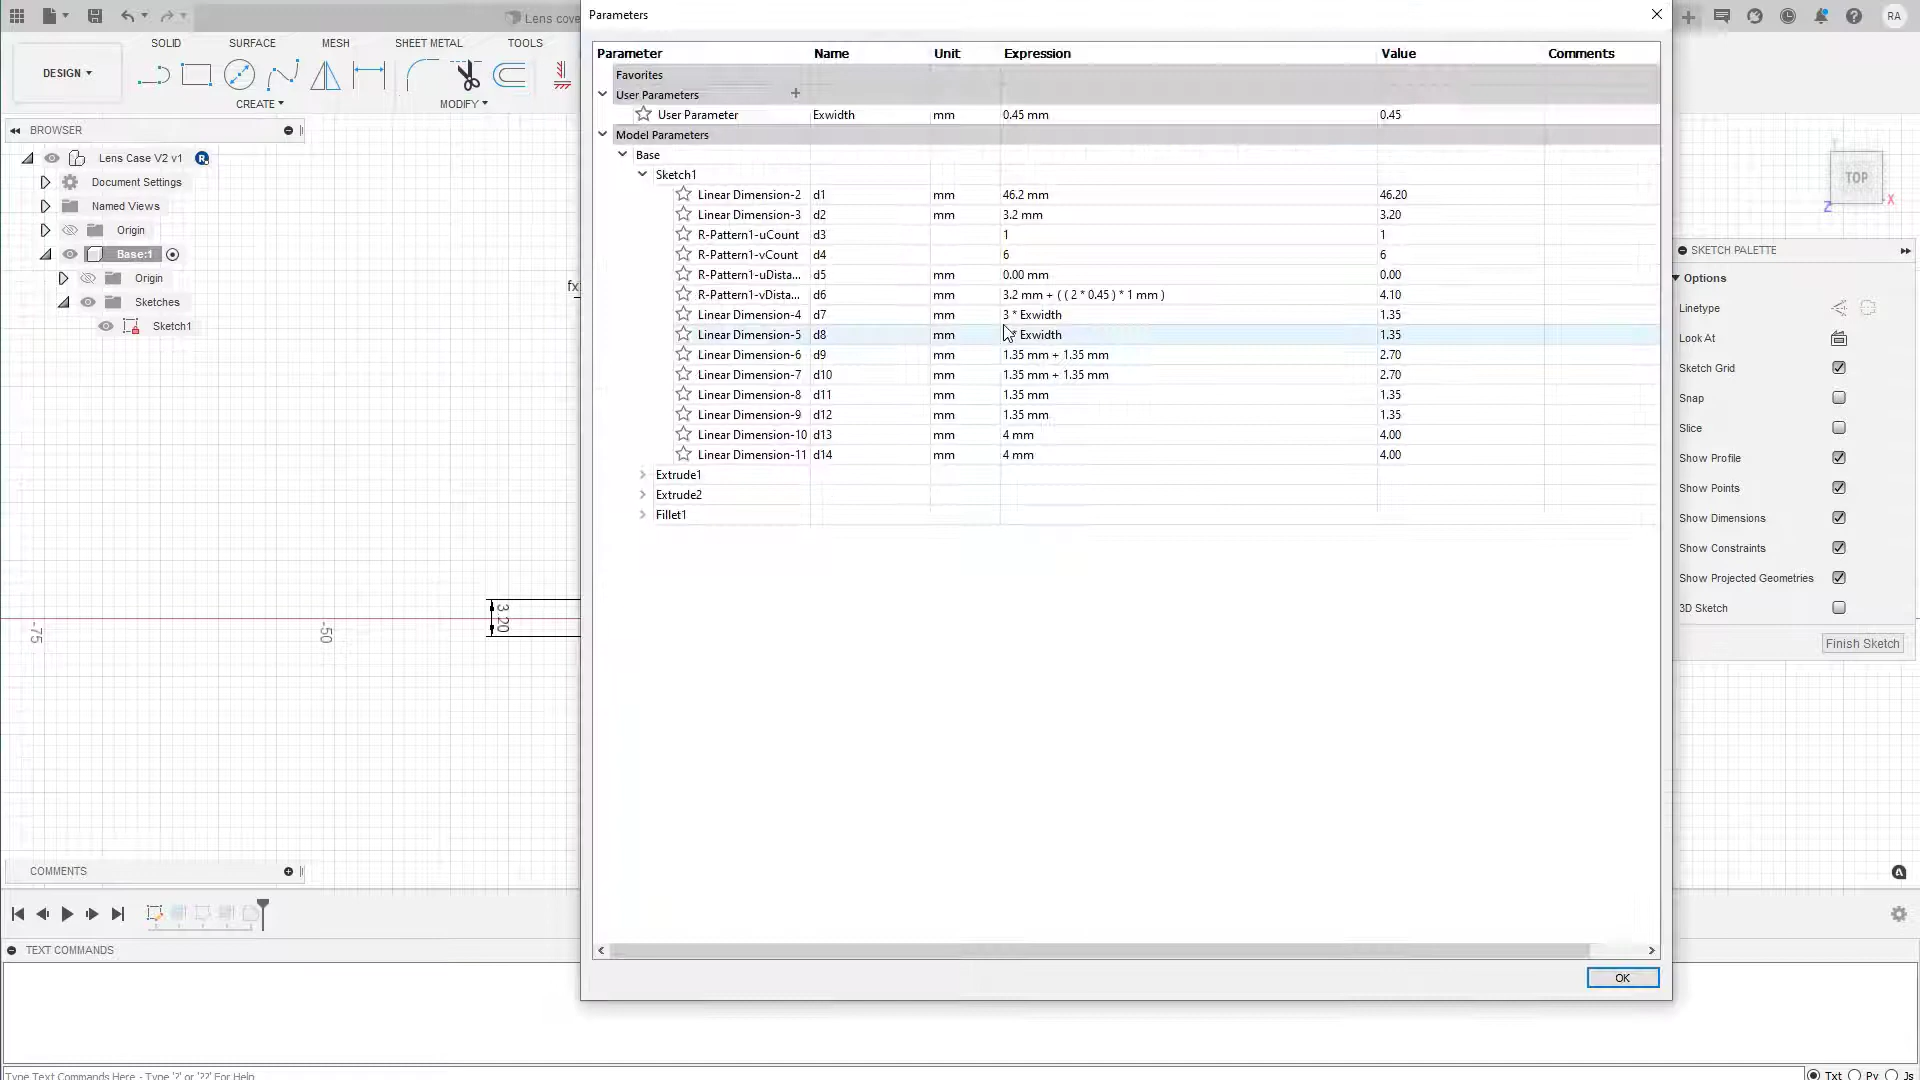 Lens cove
Parameters
RA
SOLID
SURFACE
MESH
SHEET METAL
TOOLS
DESIGN
CREATE
MODIFY
BROWSER
Lens Case V2 v1
R
Document Settings
Named Views
Origin
Base:1
Origin
Sketches
Sketch1
Parameter Name Unit Expression Value Comments
Favorites
User Parameters +
User Parameter Exwidth mm 0.45 mm 0.45
Model Parameters
Base
Sketch1
Linear Dimension-2 d1 mm 46.2 mm 46.20
Linear Dimension-3 d2 mm 3.2 mm 3.20
R-Pattern1-uCount d3 1 1
R-Pattern1-vCount d4 6 6
R-Pattern1-uDista... d5 mm 0.00 mm 0.00
R-Pattern1-vDista... d6 mm 3.2 mm + ( ( 2 * 0.45 ) * 1 mm ) 4.10
Linear Dimension-4 d7 mm 3 * Exwidth 1.35
Linear Dimension-5 d8 mm * Exwidth 1.35
Linear Dimension-6 d9 mm 1.35 mm + 1.35 mm 2.70
Linear Dimension-7 d10 mm 1.35 mm + 1.35 mm 2.70
Linear Dimension-8 d11 mm 1.35 mm 1.35
Linear Dimension-9 d12 mm 1.35 mm 1.35
Linear Dimension-10 d13 mm 4 mm 4.00
Linear Dimension-11 d14 mm 4 mm 4.00
Extrude1
Extrude2
Fillet1
OK
fx
3.20
-75
-50
TOP
X
Z
SKETCH PALETTE
Options
Linetype
Look At
Sketch Grid
Snap
Slice
Show Profile
Show Points
Show Dimensions
Show Constraints
Show Projected Geometries
3D Sketch
Finish Sketch
COMMENTS
TEXT COMMANDS
Type Text Commands Here - Type '?' or '??' For Help
Txt Py Js